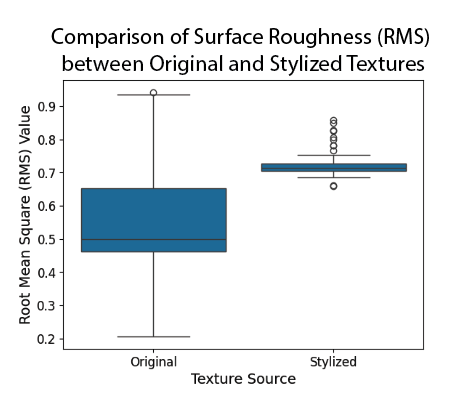 Comparison of Surface Roughness (RMS)
between Original and Stylized Textures
Root Mean Square (RMS) Value
0.9
0.8
0.7
0.6
0.5
0.4
0.3
0.2
Original
Stylized
Texture Source